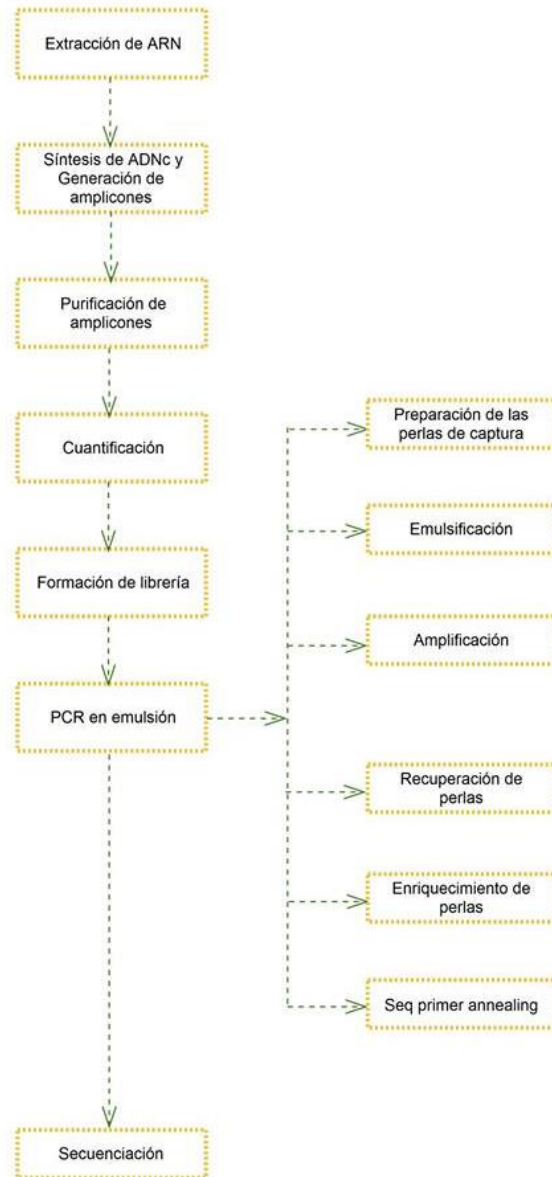 Extracción de ARN
Síntesis de ADNc y
Generación de
amplicones
Purificación de
amplicones
Cuantificación
Formación de librería
PCR en emulsión
Preparación de las
perlas de captura
Emulsificación
Amplificación
Recuperación de
perlas
Enriquecimiento de
perlas
Seq primer annealing
Secuenciación